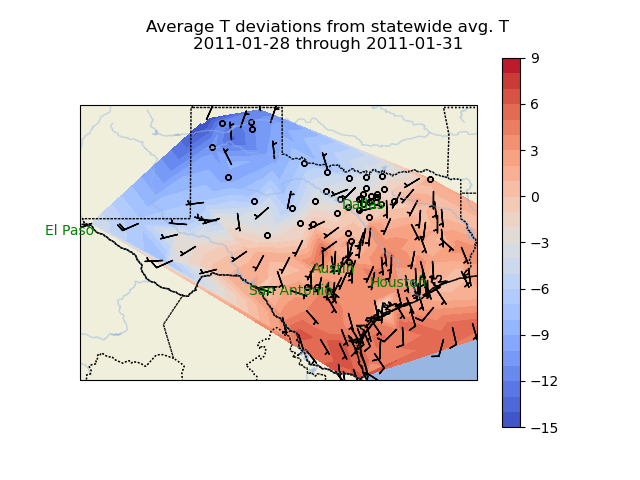 Average T deviations from statewide avg. T
2011-01-28 through 2011-01-31
9
6
3
0
−3
−6
−9
−12
−15
Dallas
El Paso
Austin
Houston
San Antonio